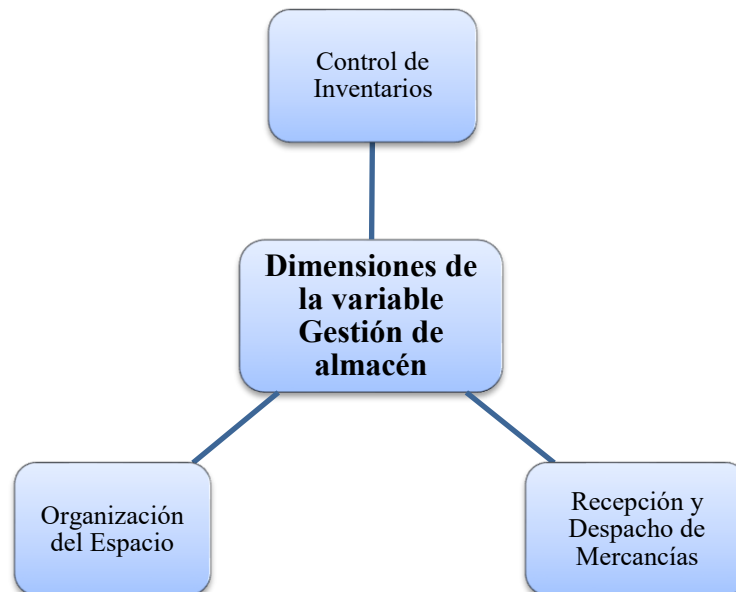 Control de
Inventarios
Dimensiones de
la variable
Gestión de
almacén
Organización
del Espacio
Recepción y
Despacho de
Mercancías